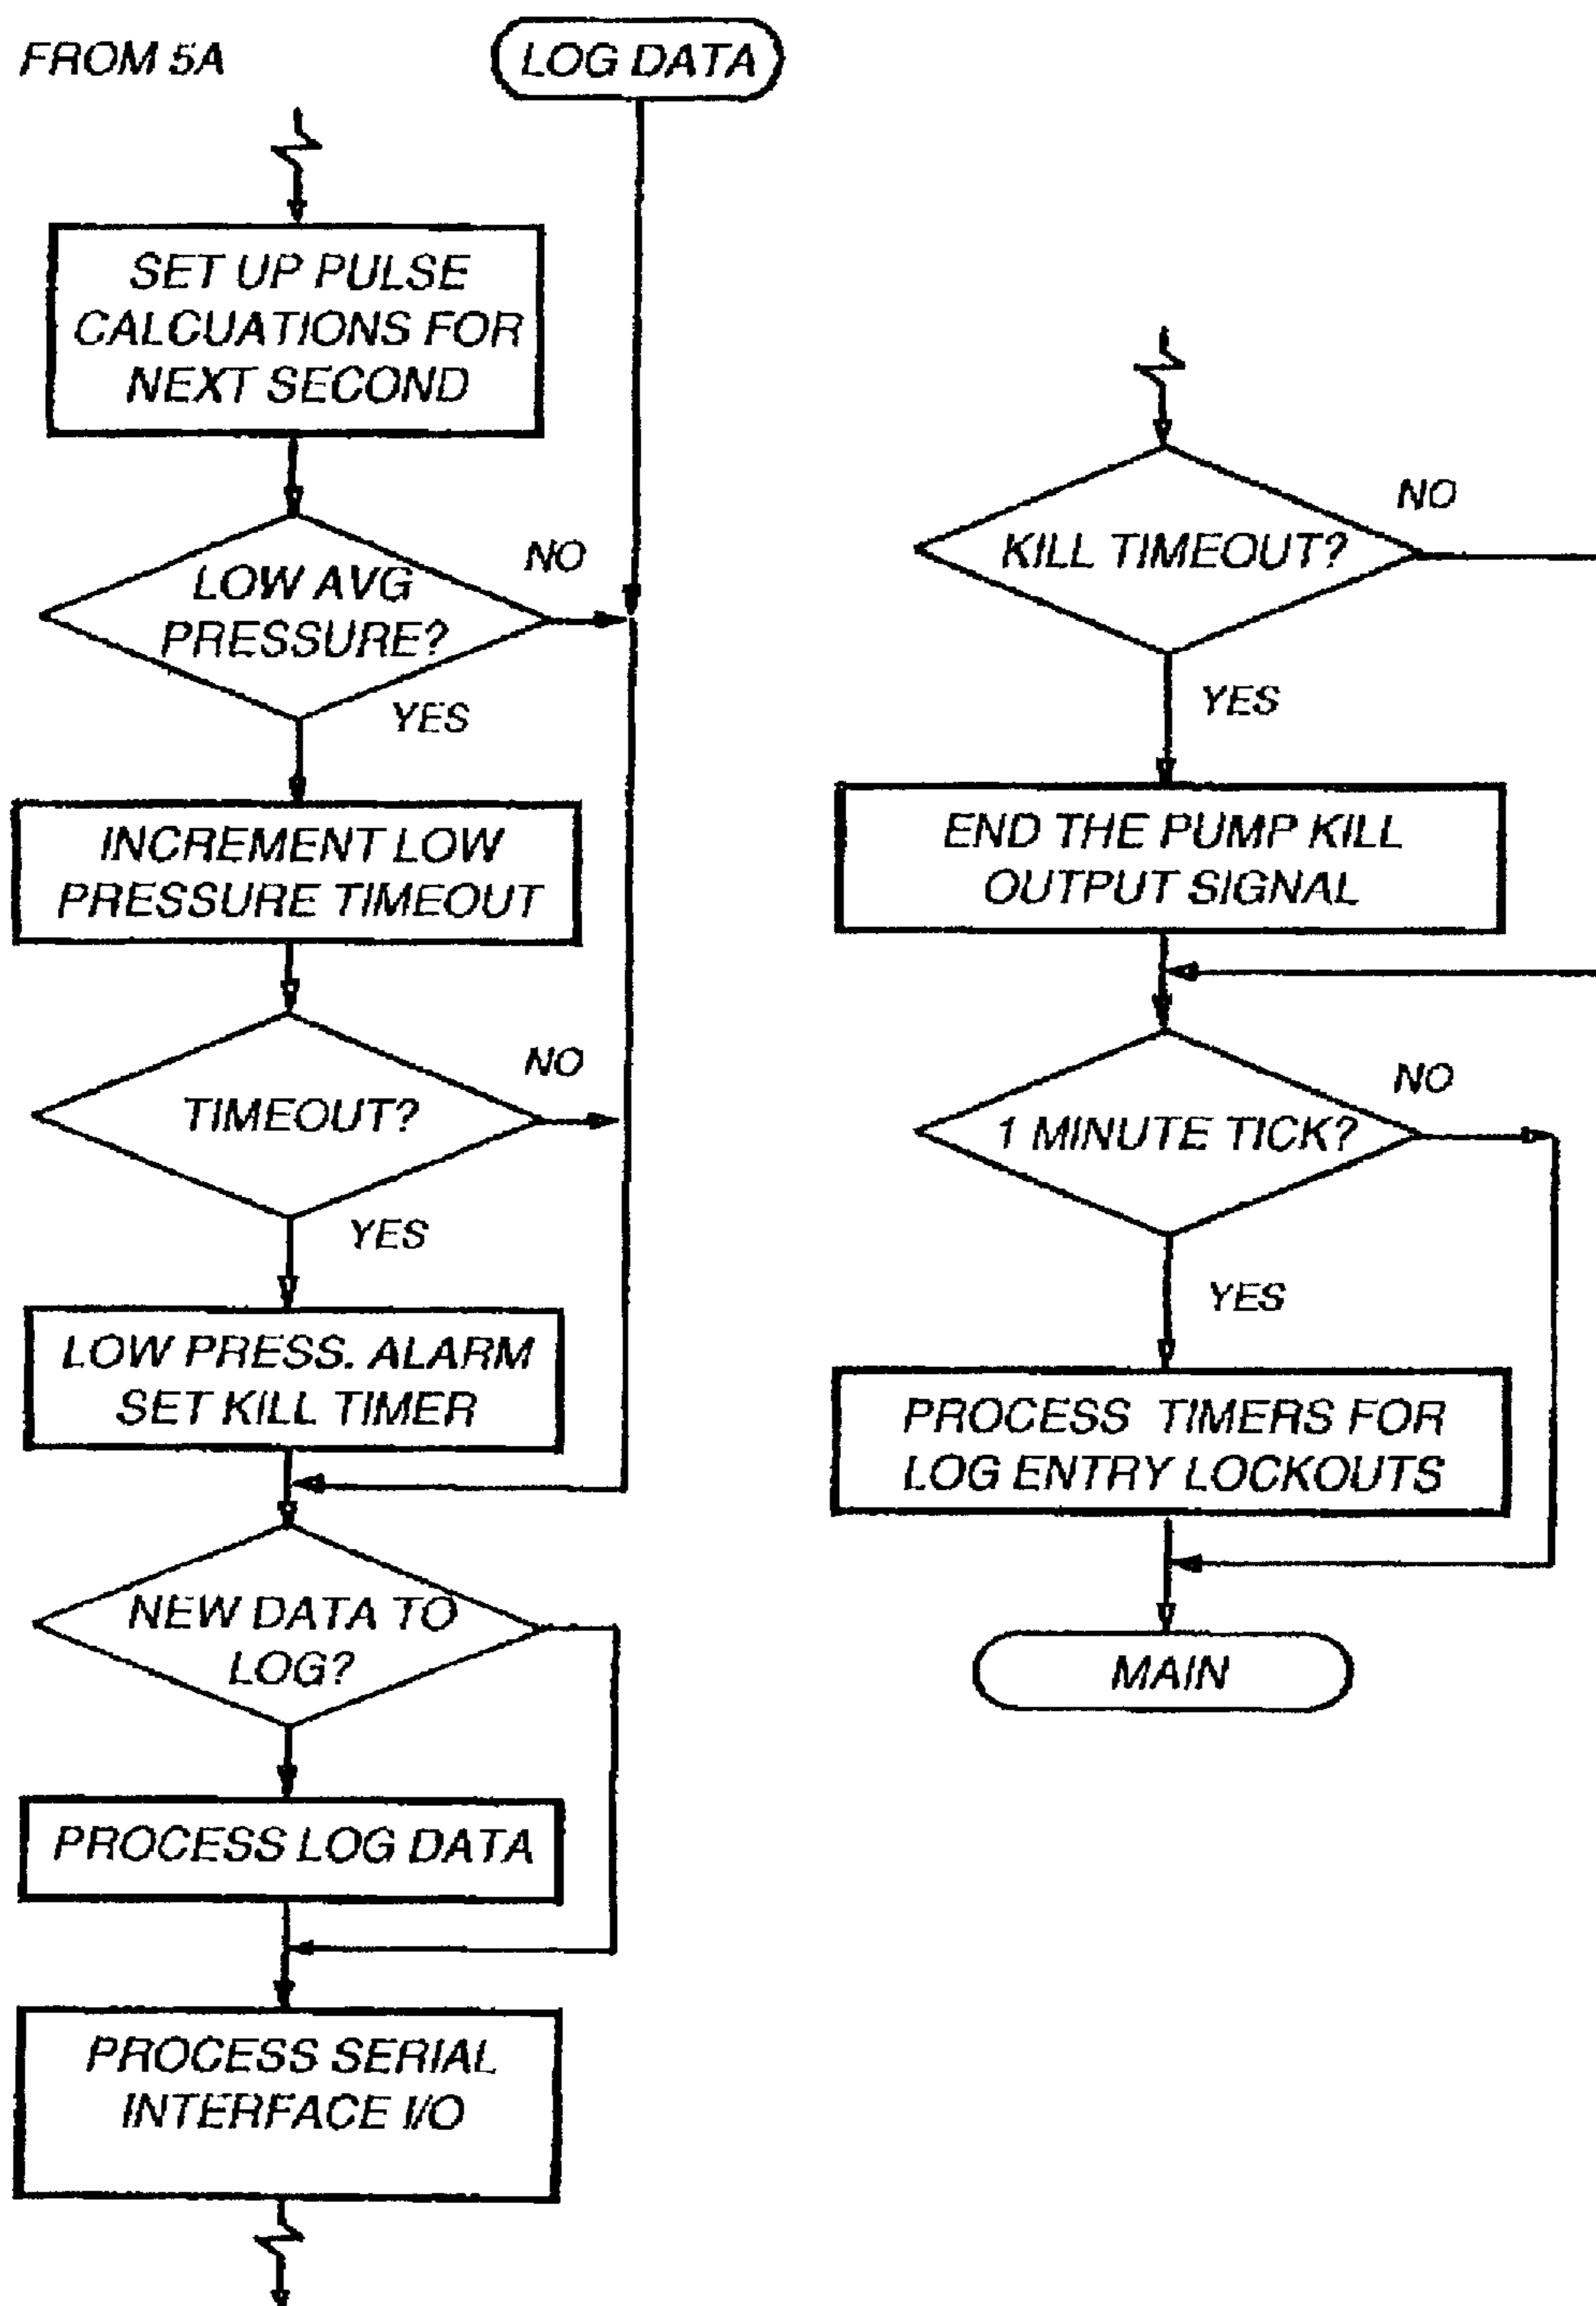 FROM 5A
LOG DATA
SET UP PULSE
CALCUATIONS FOR
NEXT SECOND
LOW AVG
PRESSURE?
NO
YES
INCREMENT LOW
PRESSURE TIMEOUT
TIMEOUT?
NO
YES
LOW PRESS. ALARM
SET KILL TIMER
NEW DATA TO
LOG?
PROCESS LOG DATA
PROCESS SERIAL
INTERFACE I/O
KILL TIMEOUT?
NO
YES
END THE PUMP KILL
OUTPUT SIGNAL
1 MINUTE TICK?
NO
YES
PROCESS TIMERS FOR
LOG ENTRY LOCKOUTS
MAIN